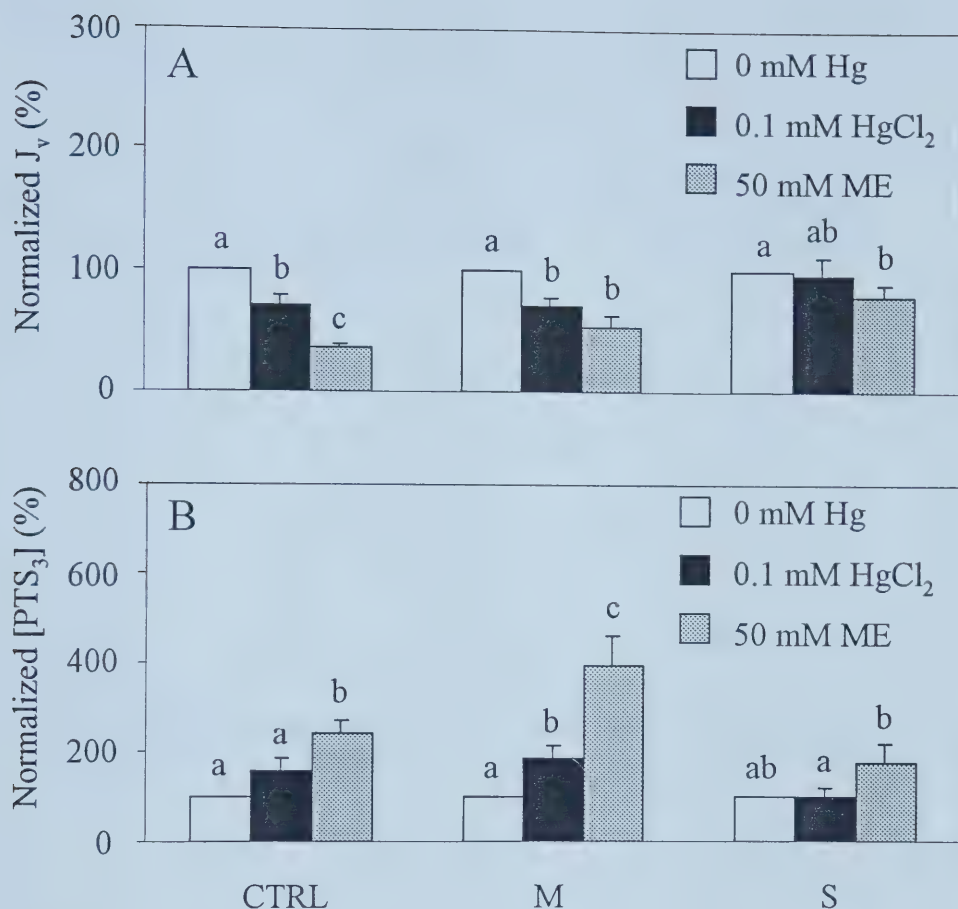 300
200
100
0
Normalized Jᵥ (%)
A
0 mM Hg
0.1 mM HgCl₂
50 mM ME
a
b
c
a
b
b
a
ab
b
800
600
400
200
0
Normalized [PTS₃] (%)
B
0 mM Hg
0.1 mM HgCl₂
50 mM ME
a
a
b
a
b
c
ab
a
b
CTRL
M
S